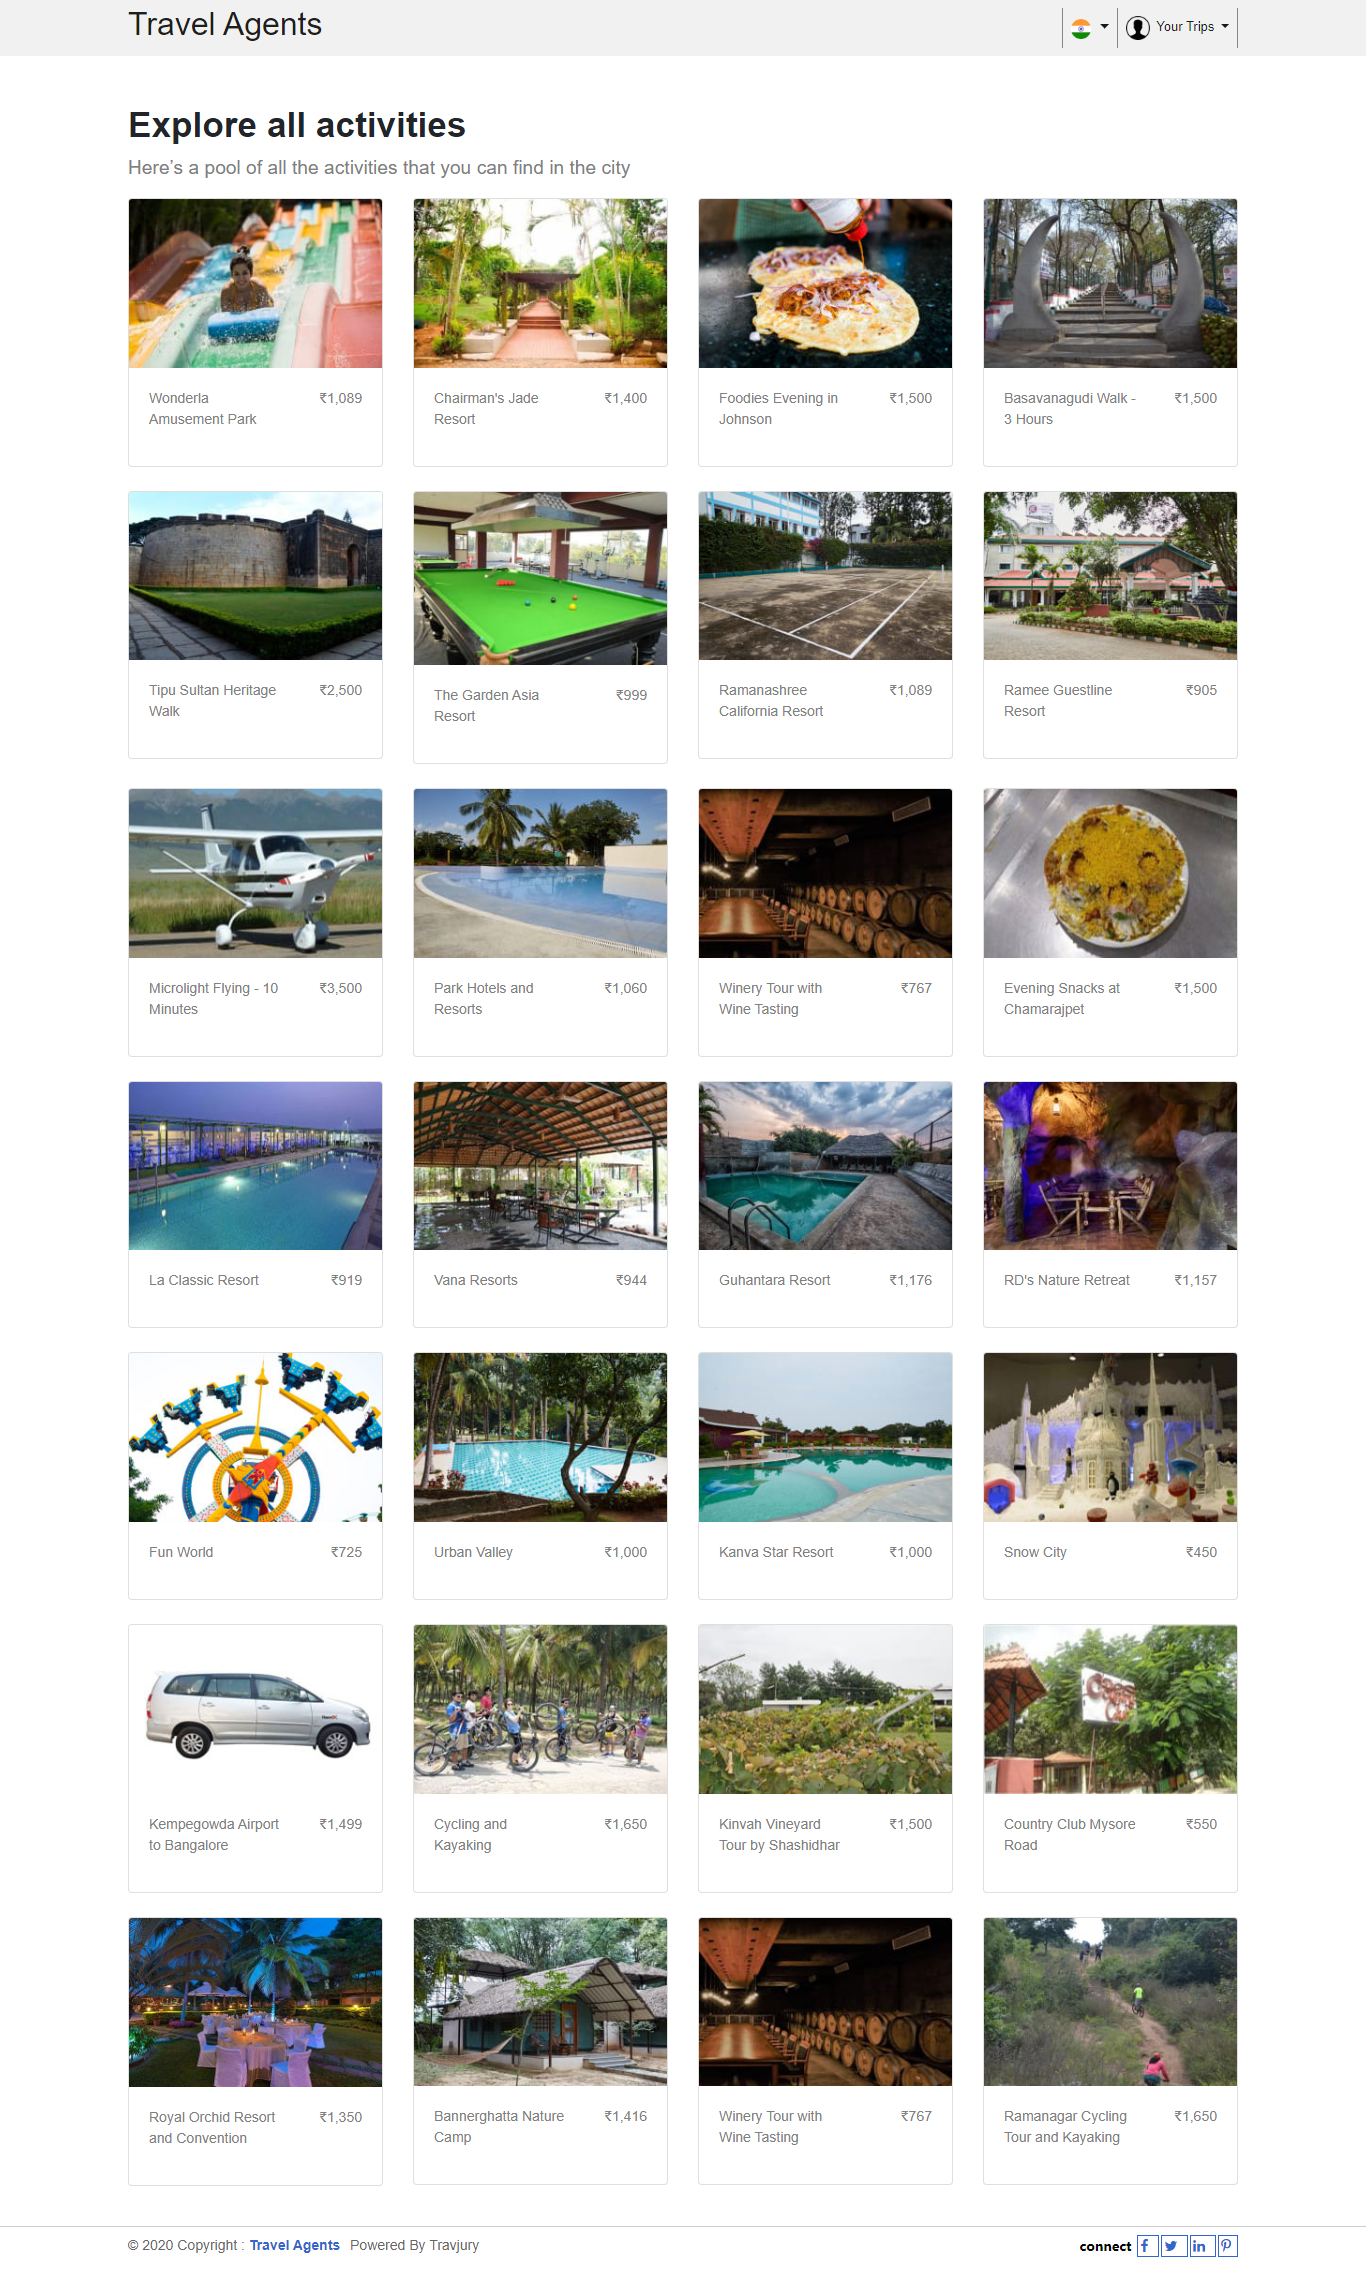 Travel Agents
Your Trips
Explore all activities
Here's a pool of all the activities that you can find in the city
Wonderla ₹1,089
Amusement Park
Chairman's Jade ₹1,400
Resort
Foodies Evening in ₹1,500
Johnson
Basavanagudi Walk - ₹1,500
3 Hours
Tipu Sultan Heritage ₹2,500
Walk
The Garden Asia ₹999
Resort
Ramanashree ₹1,089
California Resort
Ramee Guestline ₹905
Resort
Microlight Flying - 10 ₹3,500
Minutes
Park Hotels and ₹1,060
Resorts
Winery Tour with ₹767
Wine Tasting
Evening Snacks at ₹1,500
Chamarajpet
La Classic Resort ₹919
Vana Resorts ₹944
Guhantara Resort ₹1,176
RD's Nature Retreat ₹1,157
Fun World ₹725
Urban Valley ₹1,000
Kanva Star Resort ₹1,000
Snow City ₹450
Kempegowda Airport ₹1,499
to Bangalore
Cycling and ₹1,650
Kayaking
Kinvah Vineyard ₹1,500
Tour by Shashidhar
Country Club Mysore ₹550
Road
Royal Orchid Resort ₹1,350
and Convention
Bannerghatta Nature ₹1,416
Camp
Winery Tour with ₹767
Wine Tasting
Ramanagar Cycling ₹1,650
Tour and Kayaking
© 2020 Copyright : Travel Agents Powered By Travjury
connect